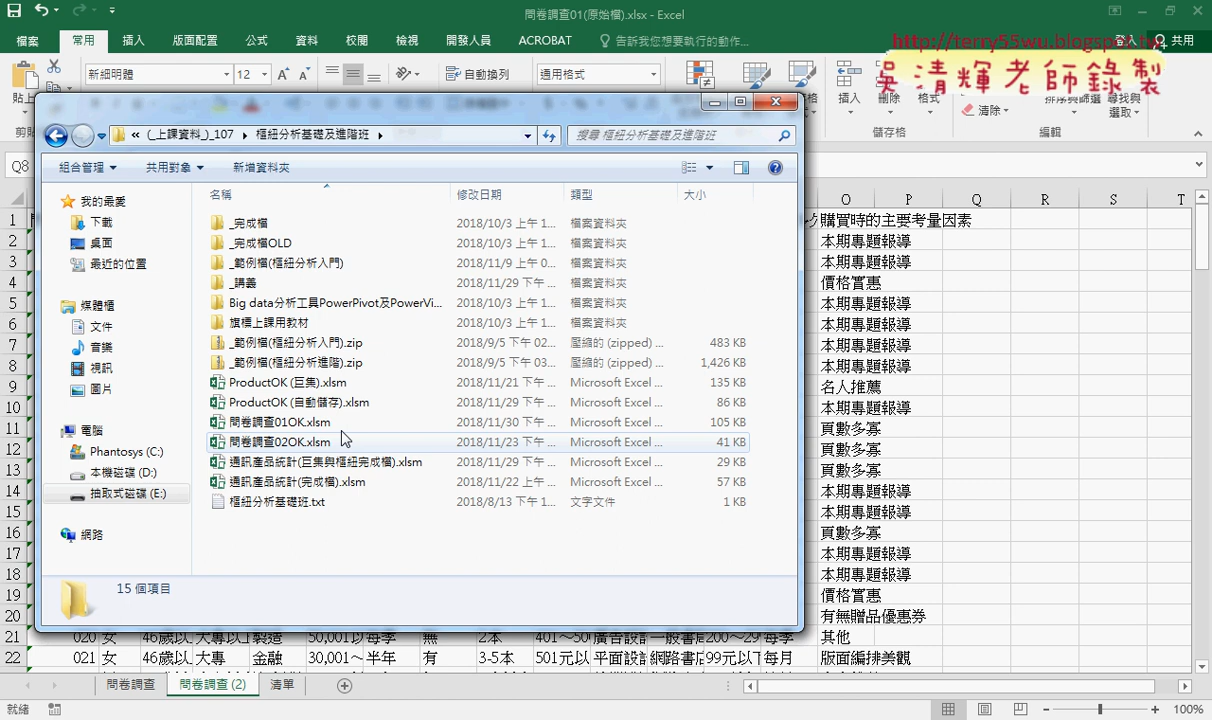 問卷調查01(原始檔).xlsx - Excel
檔案 常用 插入 版面配置 公式 資料 校閱 檢視 開發人員 ACROBAT 告訴我您想要執行的動作... 登入 共用
http://terry55wu.blogspot.tw
吳清輝老師錄製
新細明體 12 自動換列 通用格式 插入 刪除 格式 清除 排序與篩選 尋找與選取
儲存格 編輯
Q8
« (_上課資料_)_107 樞紐分析基礎及進階班 搜尋 樞紐分析基礎及進階班
組合管理 共用對象 新增資料夾
我的最愛
下載
桌面
最近的位置
媒體櫃
文件
音樂
視訊
圖片
電腦
Phantosys (C:)
本機磁碟 (D:)
抽取式磁碟 (E:)
網路
名稱 修改日期 類型 大小
_完成檔 2018/10/3 上午 1... 檔案資料夾
_完成檔OLD 2018/10/3 上午 1... 檔案資料夾
_範例檔(樞紐分析入門) 2018/11/9 上午 0... 檔案資料夾
_講義 2018/11/29 下午 ... 檔案資料夾
Big data分析工具PowerPivot及PowerVi... 2018/10/3 上午 1... 檔案資料夾
旗標上課用教材 2018/10/3 上午 1... 檔案資料夾
_範例檔(樞紐分析入門).zip 2018/9/5 下午 02... 壓縮的 (zipped) ... 483 KB
_範例檔(樞紐分析進階).zip 2018/9/5 下午 03... 壓縮的 (zipped) ... 1,426 KB
ProductOK (巨集).xlsm 2018/11/21 下午 ... Microsoft Excel ... 135 KB
ProductOK (自動儲存).xlsm 2018/11/29 下午 ... Microsoft Excel ... 86 KB
問卷調查01OK.xlsm 2018/11/30 下午 ... Microsoft Excel ... 105 KB
問卷調查02OK.xlsm 2018/11/23 下午 ... Microsoft Excel ... 41 KB
通訊產品統計(巨集與樞紐完成檔).xlsm 2018/11/29 下午 ... Microsoft Excel ... 29 KB
通訊產品統計(完成檔).xlsm 2018/11/22 上午 ... Microsoft Excel ... 57 KB
樞紐分析基礎班.txt 2018/8/13 下午 ... 文字文件 1 KB
15 個項目
O P Q R S T
1 購買時的主要考量因素
2 本期專題報導
3 本期專題報導
4 價格實惠
5 本期專題報導
6 本期專題報導
7 本期專題報導
8 本期專題報導
9 名人推薦
10 本期專題報導
11 頁數多寡
12 頁數多寡
13 頁數多寡
14 本期專題報導
15 本期專題報導
16 頁數多寡
17 本期專題報導
18 本期專題報導
19 價格實惠
20 有無贈品優惠券
21 020 女 46歲以 大專以上 製造 50,001以 每季 無 2本 401～50 廣告設計 一般書局 200～29 每季 其他
22 021 女 46歲以 大專 金融 30,001～ 半年 有 3-5本 501元以 平面設計 網路書店 99元以下 每月 版面編排美觀
問卷調查 問卷調查 (2) 清單
就緒 100%